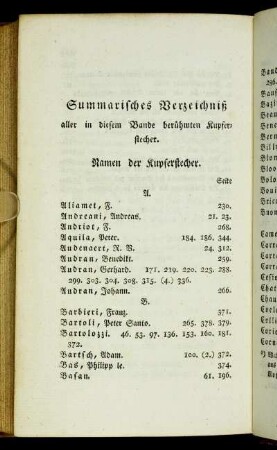 Summarisches Verzeichniß
aller in diesem Bande berühmten Kupfer-
stecher.
Namen der Kupferstecher.
Seite
A.
Aliamet, F. 230.
Andreani, Andreas. 21. 23.
Andriot, F. 268.
Aquila, Peter. 184. 186. 344.
Audenaert, R. V. 24. 312.
Audran, Benedikt. 259.
Audran, Gerhard. 171. 219. 220. 223. 288.
299. 303. 304. 308. 315. (4.) 336.
Audran, Johann. 266.
B.
Barbieri, Franz. 371.
Bartoli, Peter Santo. 265. 378. 379.
Bartolozzi. 46. 53. 97. 136. 153. 160. 181.
372.
Bartsch, Adam. 100. (2.) 372.
Bas, Philipp le. 374.
Basan. 61. 196.